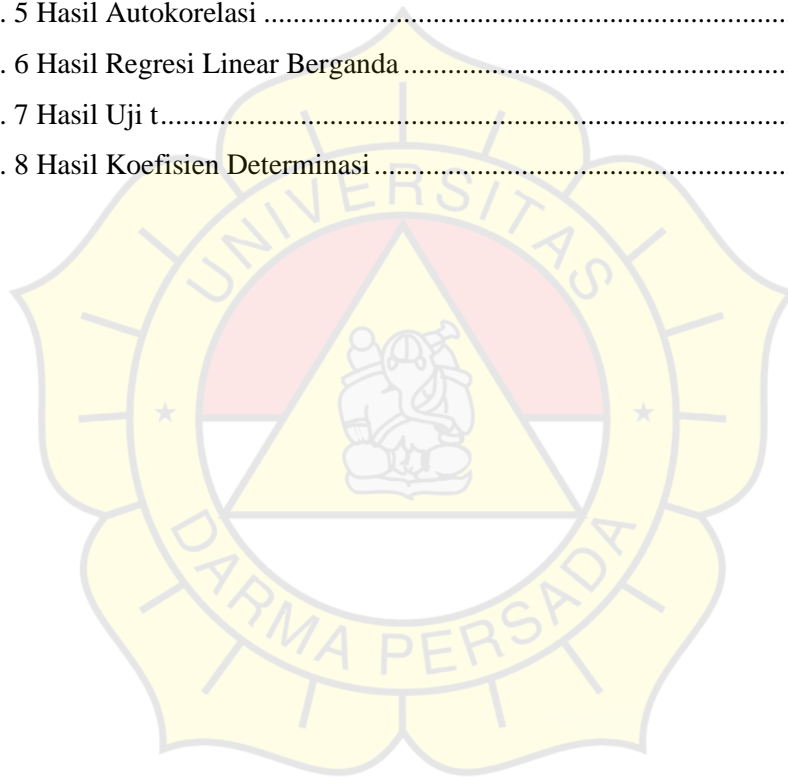 . 5 Hasil Autokorelasi ....................................................................................
. 6 Hasil Regresi Linear Berganda ..............................................................
. 7 Hasil Uji t....................................................................................................
. 8 Hasil Koefisien Determinasi ...................................................................
UNIVERSITAS
DARMA PERSADA